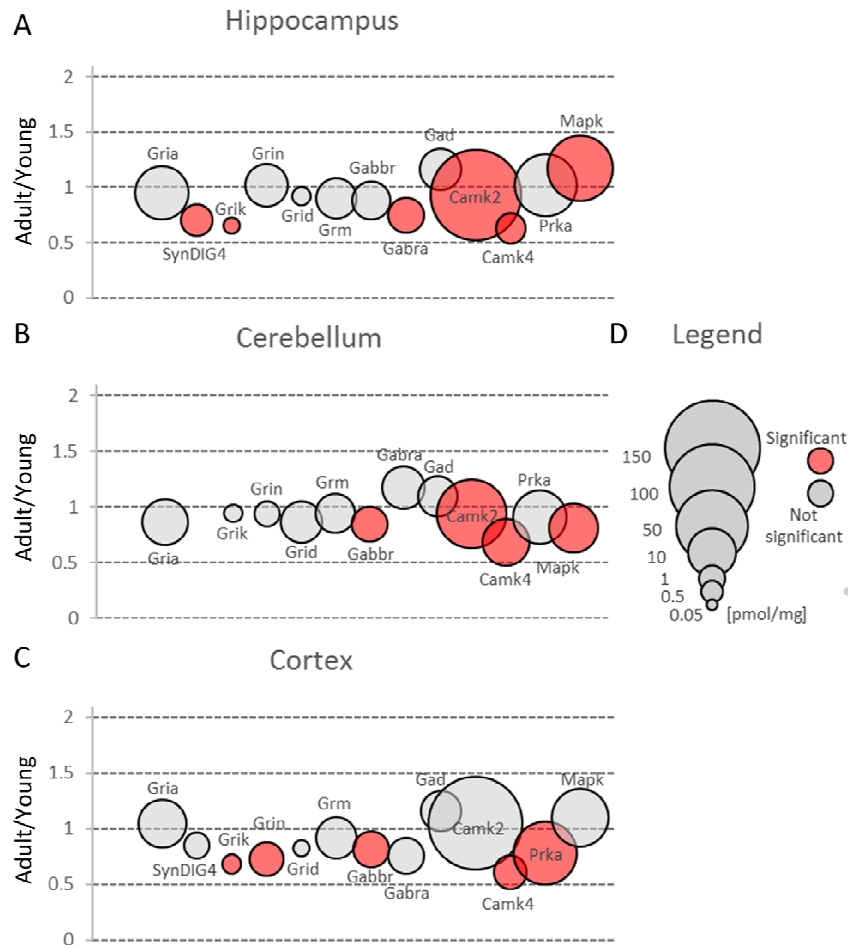 A
Hippocampus
Adult/Young
2
1.5
1
0.5
0
Gria
SynDIG4
Grik
Grin
Grid
Grm
Gabbr
Gabra
Gad
Camk2
Camk4
Prka
Mapk
B
Cerebellum
Adult/Young
2
1.5
1
0.5
0
Gria
Grik
Grin
Grid
Grm
Gabbr
Gabra
Gad
Camk2
Camk4
Prka
Mapk
D
Legend
150
100
50
10
1
0.5
0.05
[pmol/mg]
Significant
Not
significant
C
Cortex
Adult/Young
2
1.5
1
0.5
0
Gria
SynDIG4
Grik
Grin
Grid
Grm
Gabbr
Gabra
Gad
Camk2
Camk4
Prka
Mapk